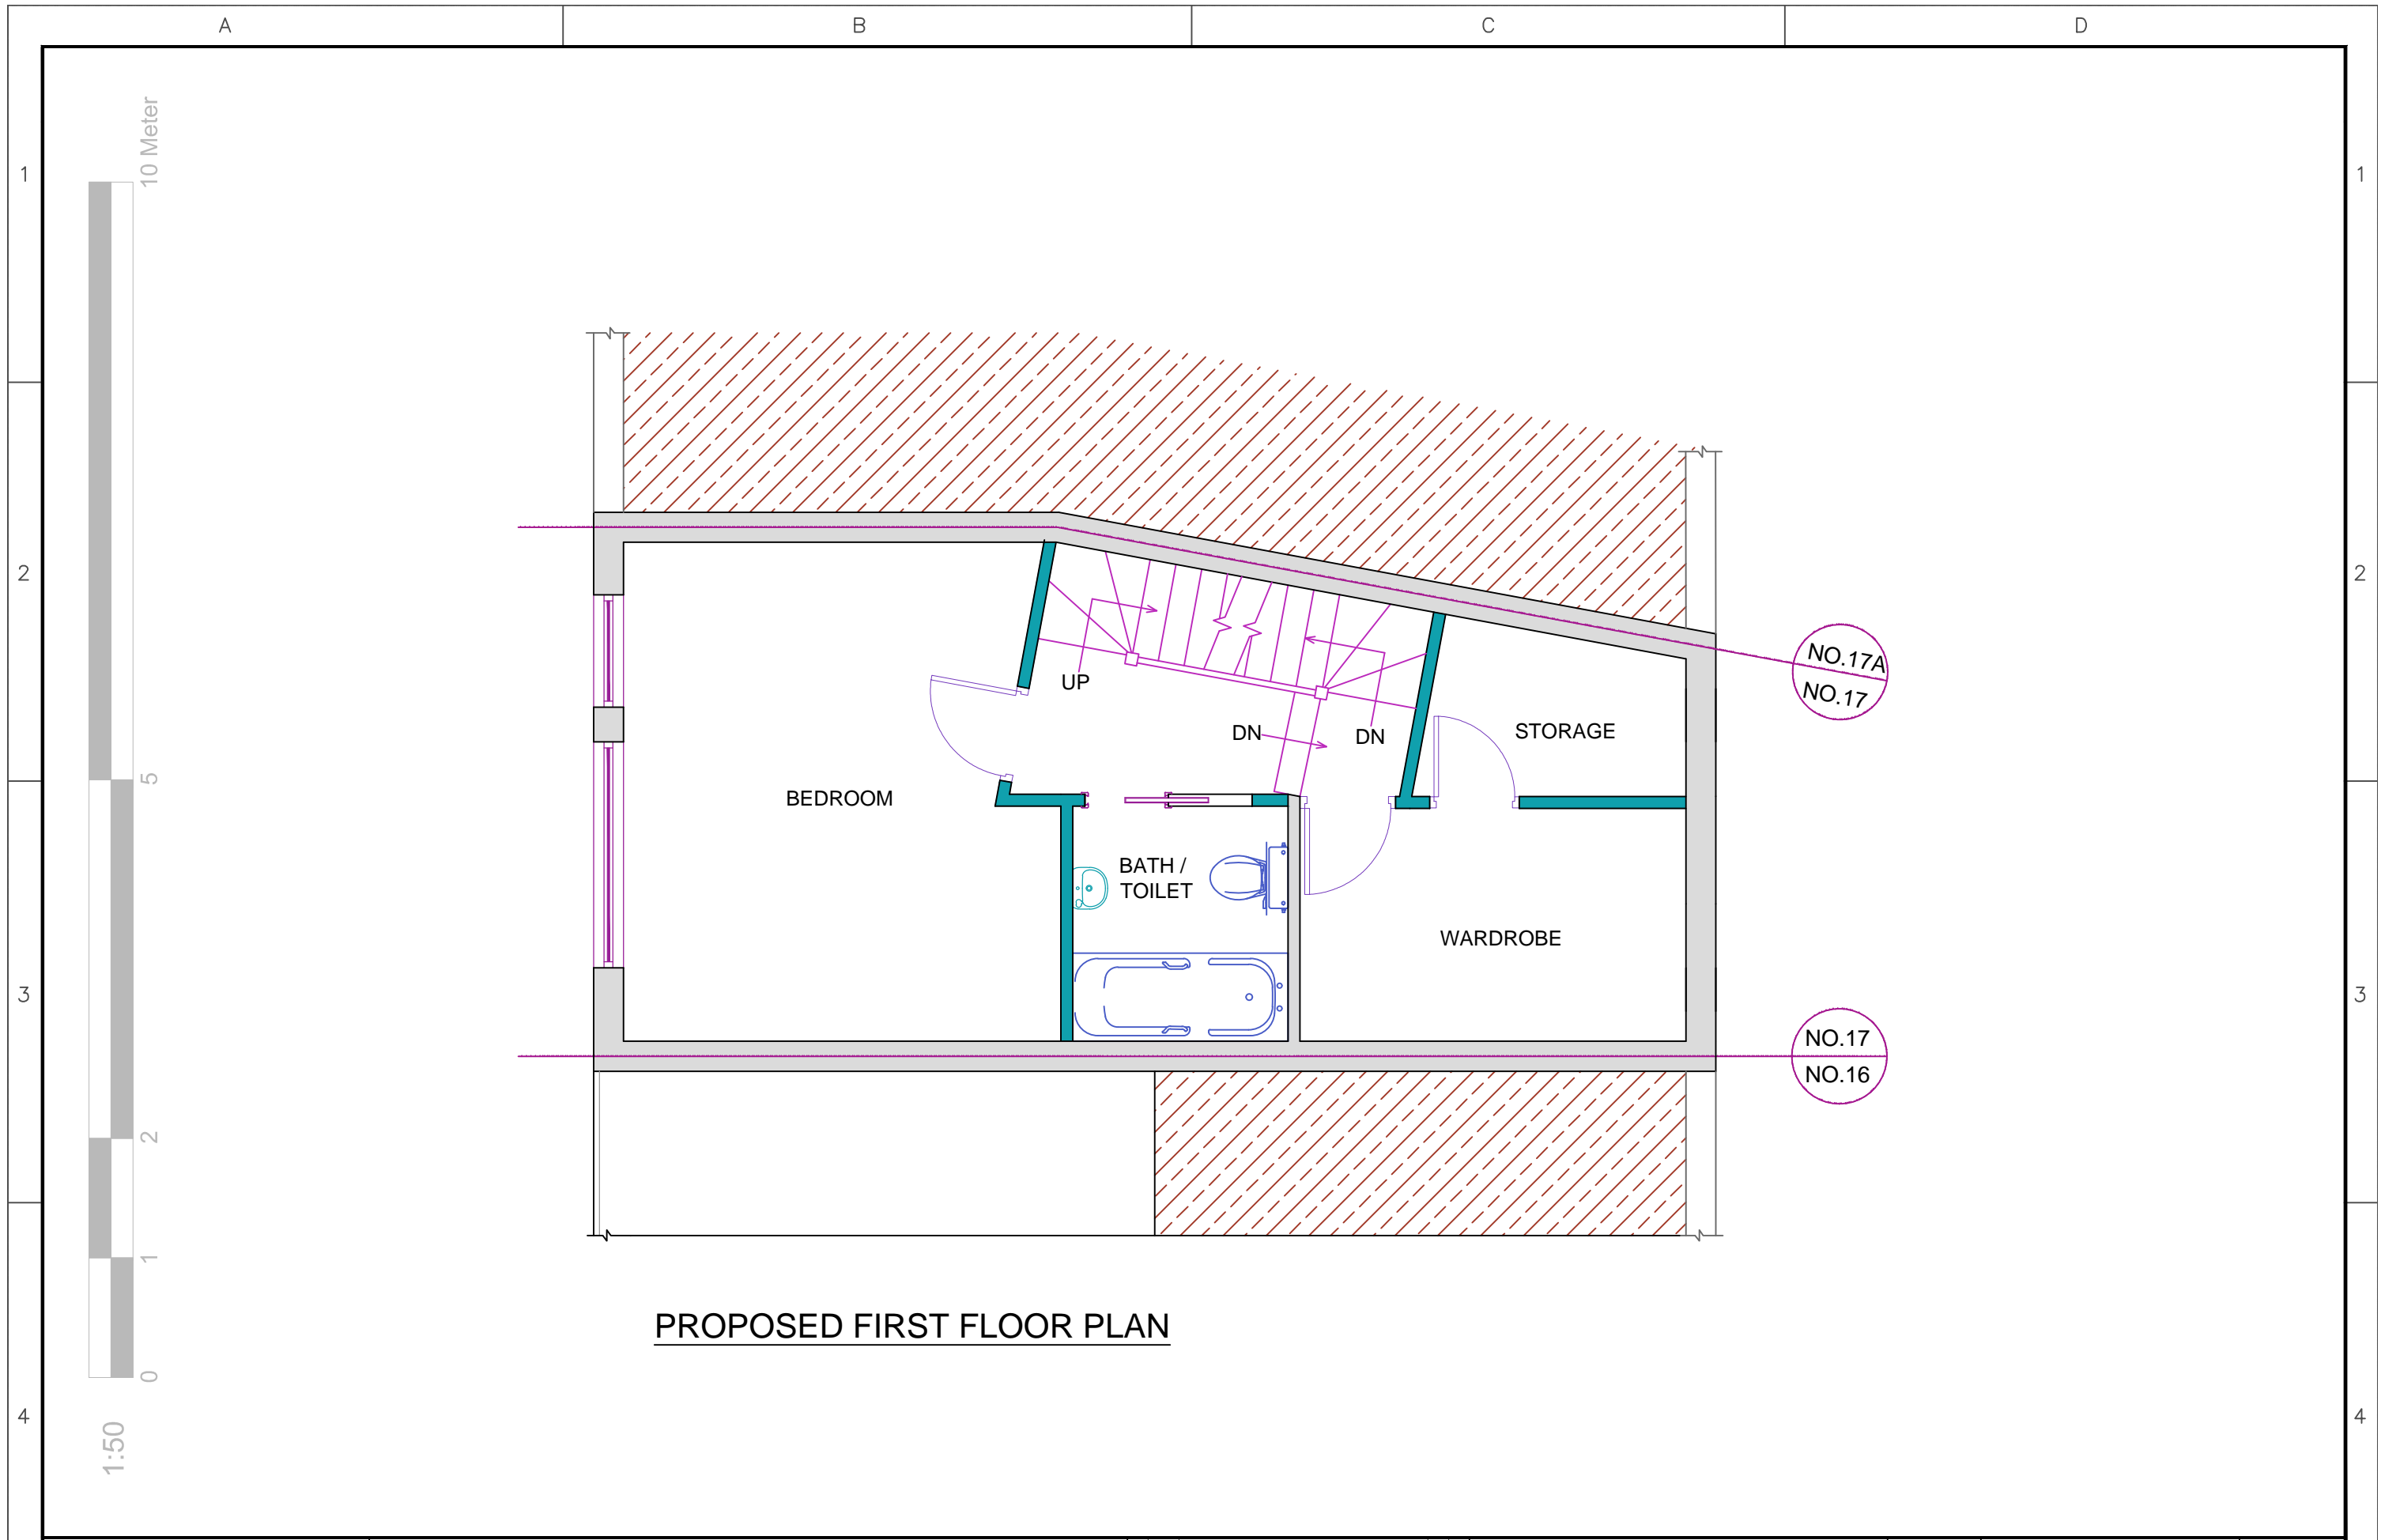 A
B
C
D
1
1
10 Meter
2
2
NO.17A
NO.17
UP
DN
DN
STORAGE
5
BEDROOM
BATH /
TOILET
WARDROBE
3
3
NO.17
NO.16
2
1
0
PROPOSED FIRST FLOOR PLAN
4
4
1:50